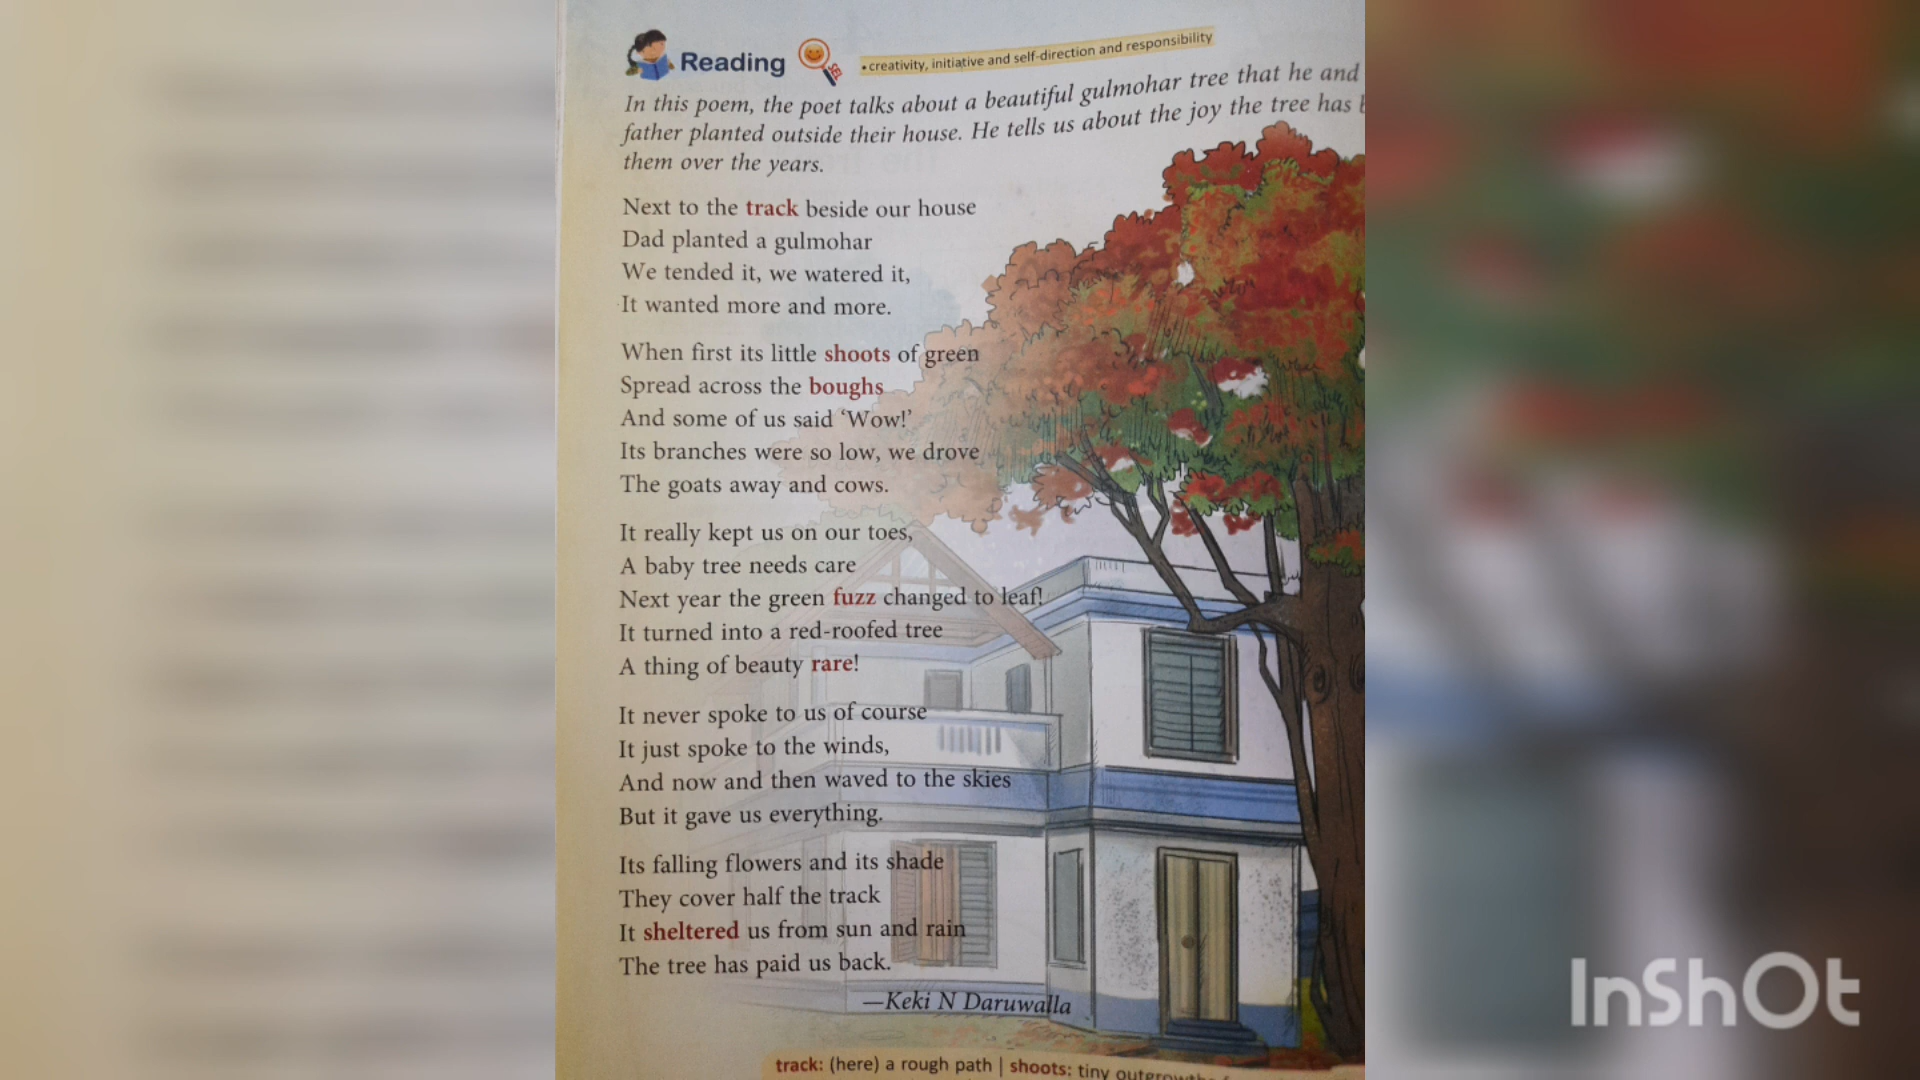 Reading
SEL
• creativity, initiative and self-direction and responsibility
In this poem, the poet talks about a beautiful gulmohar tree that he and
father planted outside their house. He tells us about the joy the tree has
them over the years.
Next to the track beside our house
Dad planted a gulmohar
We tended it, we watered it,
It wanted more and more.
When first its little shoots of green
Spread across the boughs
And some of us said ‘Wow!’
Its branches were so low, we drove
The goats away and cows.
It really kept us on our toes,
A baby tree needs care
Next year the green fuzz changed to leaf!
It turned into a red-roofed tree
A thing of beauty rare!
It never spoke to us of course
It just spoke to the winds,
And now and then waved to the skies
But it gave us everything.
Its falling flowers and its shade
They cover half the track
It sheltered us from sun and rain
The tree has paid us back.
—Keki N Daruwalla
track: (here) a rough path | shoots: tiny
InShOt